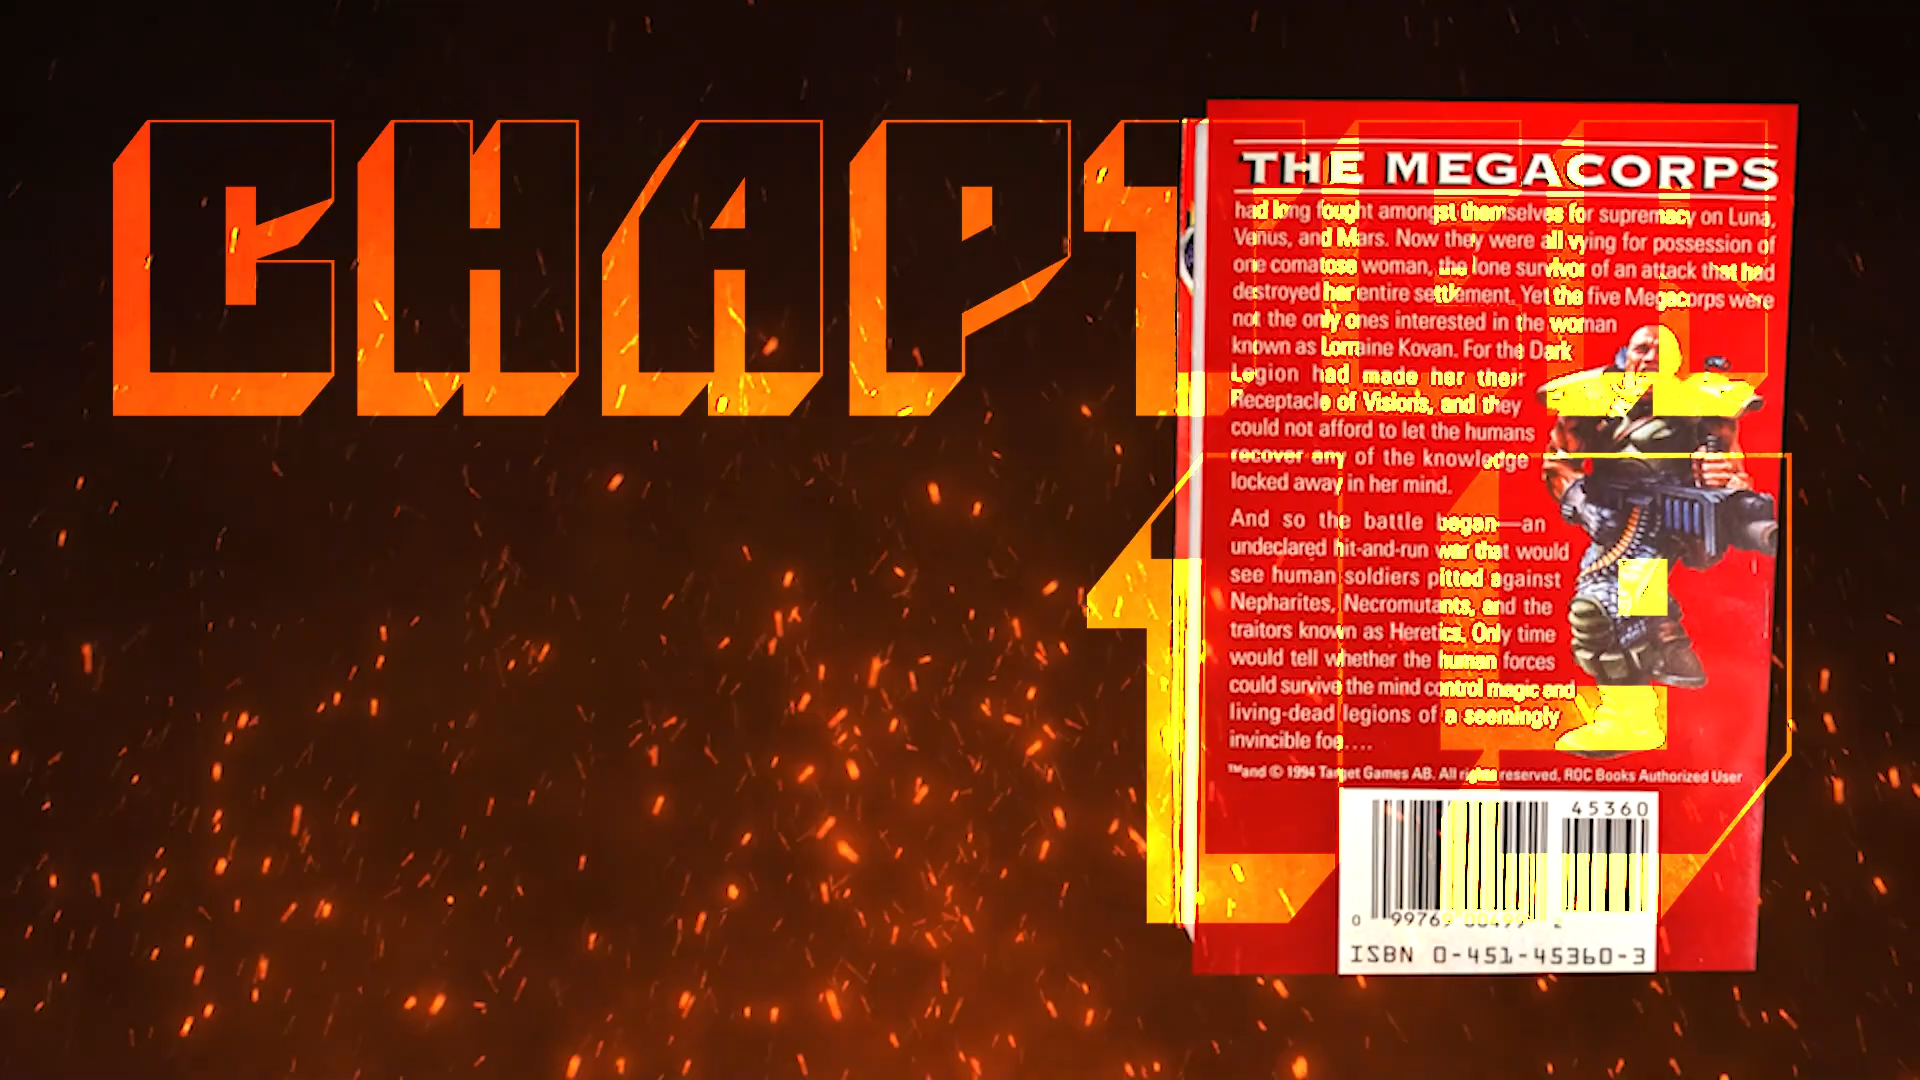 CHAPTER
THE MEGACORPS
had long fought amongst themselves for supremacy on Luna,
Venus, and Mars. Now they were all vying for possession of
one comatose woman, the lone survivor of an attack that had
destroyed her entire settlement. Yet the five Megacorps were
not the only ones interested in the woman
known as Lorraine Kovan. For the Dark
Legion had made her their
Receptacle of Visions, and they
could not afford to let the humans
recover any of the knowledge
locked away in her mind.
And so the battle began—an
undeclared hit-and-run war that would
see human soldiers pitted against
Nepharites, Necromutants, and the
traitors known as Heretics. Only time
would tell whether the human forces
could survive the mind control magic and
living-dead legions of a seemingly
invincible foe....
™and © 1994 Target Games AB. All rights reserved, ROC Books Authorized User
45360
0 99769 00499 2
ISBN 0-451-45360-3